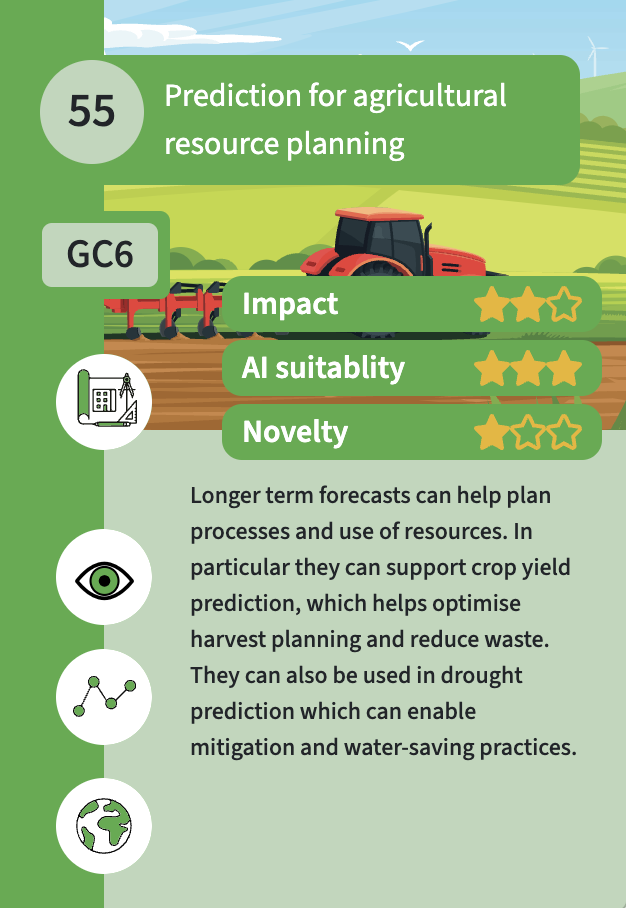 55
Prediction for agricultural
resource planning
GC6
Impact
AI suitablity
Novelty
Longer term forecasts can help plan
processes and use of resources. In
particular they can support crop yield
prediction, which helps optimise
harvest planning and reduce waste.
They can also be used in drought
prediction which can enable
mitigation and water-saving practices.